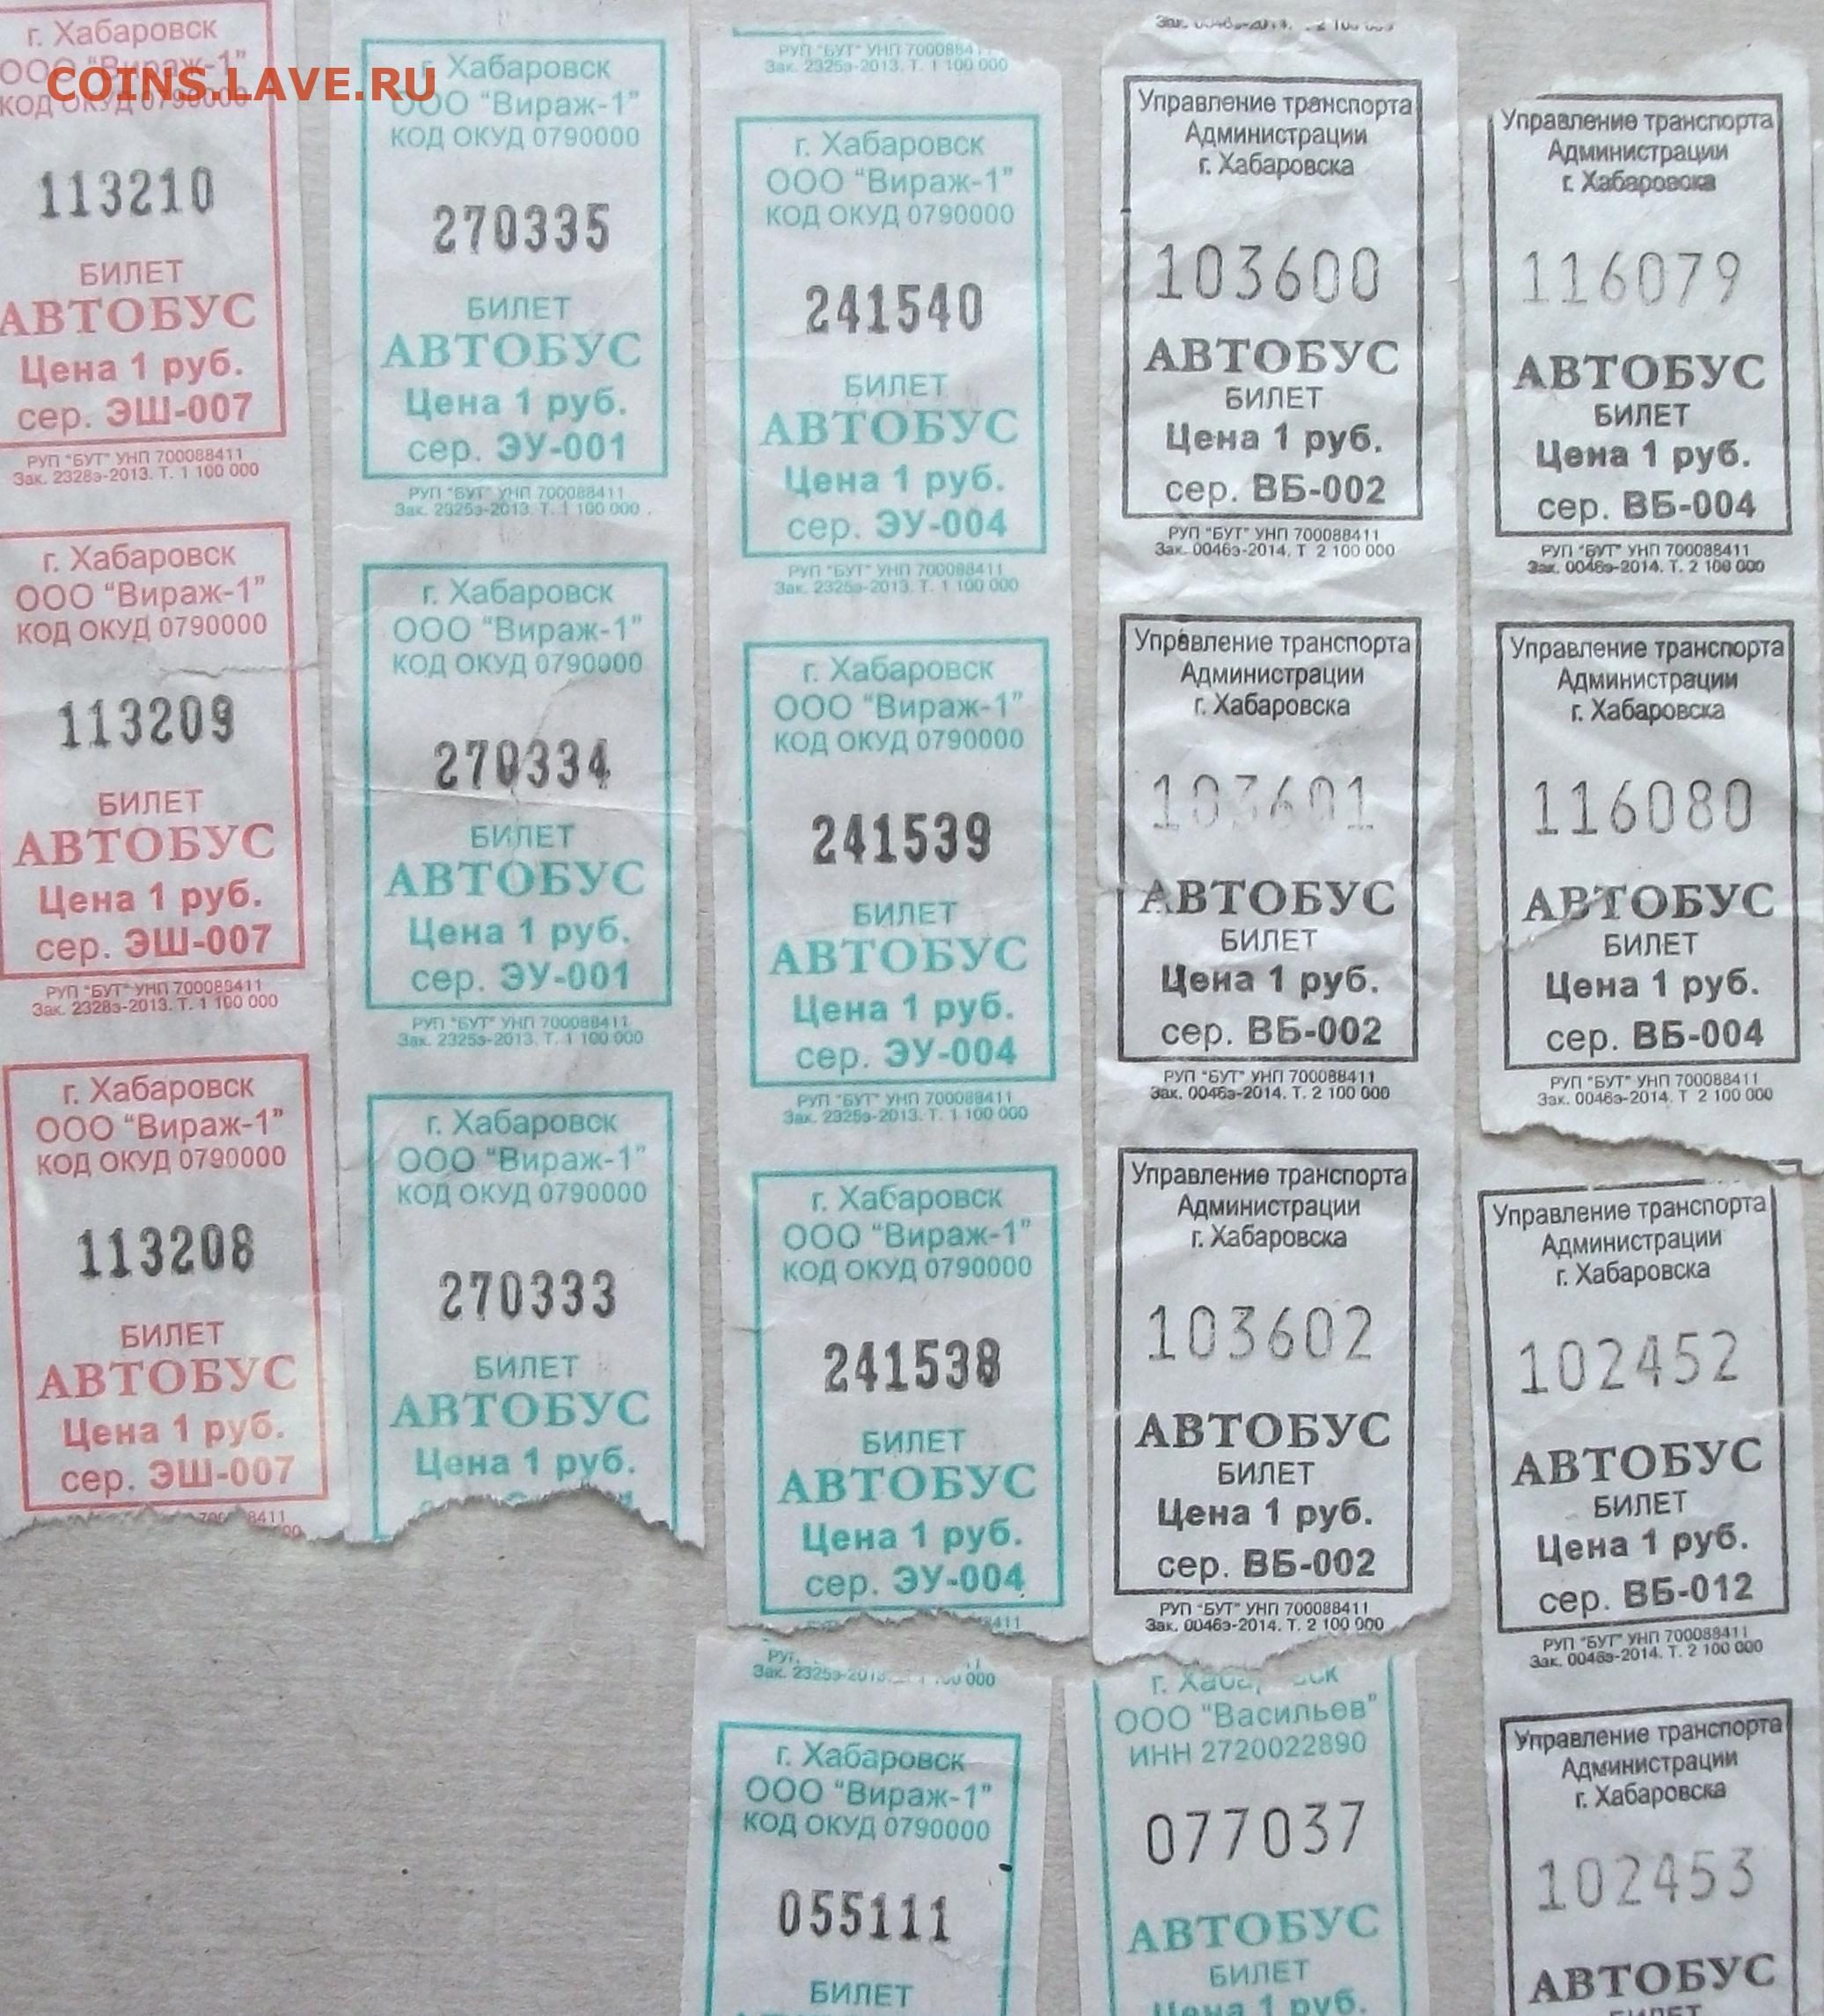 COINS.LAVE.RU
г. Хабаровск
ООО "Вираж-1"
КОД ОКУД 0790000
113210
БИЛЕТ
АВТОБУС
Цена 1 руб.
сер. ЭШ-007
РУП "БУТ" УНП 700088411
Зак. 2328э-2013. Т. 1 100 000
г. Хабаровск
ООО "Вираж-1"
КОД ОКУД 0790000
113209
БИЛЕТ
АВТОБУС
Цена 1 руб.
сер. ЭШ-007
РУП "БУТ" УНП 700088411
Зак. 2328э-2013. Т. 1 100 000
г. Хабаровск
ООО "Вираж-1"
КОД ОКУД 0790000
113208
БИЛЕТ
АВТОБУС
Цена 1 руб.
сер. ЭШ-007
г. Хабаровск
ООО "Вираж-1"
КОД ОКУД 0790000
270335
БИЛЕТ
АВТОБУС
Цена 1 руб.
сер. ЭУ-001
РУП "БУТ" УНП 700088411
Зак. 2325э-2013. Т. 1 100 000
г. Хабаровск
ООО "Вираж-1"
КОД ОКУД 0790000
270334
БИЛЕТ
АВТОБУС
Цена 1 руб.
сер. ЭУ-001
РУП "БУТ" УНП 700088411
Зак. 2325э-2013. Т. 1 100 000
г. Хабаровск
ООО "Вираж-1"
КОД ОКУД 0790000
270333
БИЛЕТ
АВТОБУС
Цена 1 руб.
РУП "БУТ" УНП 7000884
Зак. 2325э-2013. Т. 1 100 000
г. Хабаровск
ООО "Вираж-1"
КОД ОКУД 0790000
241540
БИЛЕТ
АВТОБУС
Цена 1 руб.
сер. ЭУ-004
РУП "БУТ" УНП 700088411
Зак. 2325э-2013. Т. 1 100 000
г. Хабаровск
ООО "Вираж-1"
КОД ОКУД 0790000
241539
БИЛЕТ
АВТОБУС
Цена 1 руб.
сер. ЭУ-004
РУП "БУТ" УНП 700088411
Зак. 2325э-2013. Т. 1 100 000
г. Хабаровск
ООО "Вираж-1"
КОД ОКУД 0790000
241538
БИЛЕТ
АВТОБУС
Цена 1 руб.
сер. ЭУ-004
Зак. 2325э-2013.
г. Хабаровск
ООО "Вираж-1"
КОД ОКУД 0790000
055111
БИЛЕТ
Управление транспорта
Администрации
г. Хабаровска
103600
АВТОБУС
БИЛЕТ
Цена 1 руб.
сер. ВБ-002
РУП "БУТ" УНП 700088411
Зак. 0046э-2014. Т 2 100 000
Управление транспорта
Администрации
г. Хабаровска
103601
АВТОБУС
БИЛЕТ
Цена 1 руб.
сер. ВБ-002
РУП "БУТ" УНП 700088411
Зак. 0046э-2014. Т. 2 100 000
Управление транспорта
Администрации
г. Хабаровска
103602
АВТОБУС
БИЛЕТ
Цена 1 руб.
сер. ВБ-002
РУП "БУТ" УНП 700088411
Зак. 0046э-2014. Т. 2 100 000
ООО "Васильев"
ИНН 2720022890
077037
АВТОБУС
БИЛЕТ
Цена 1 руб.
Управление транспорта
Администрации
г. Хабаровска
116079
АВТОБУС
БИЛЕТ
Цена 1 руб.
сер. ВБ-004
РУП "БУТ" УНП 700088411
Зак. 0046э-2014. Т. 2 100 000
Управление транспорта
Администрации
г. Хабаровска
116080
АВТОБУС
БИЛЕТ
Цена 1 руб.
сер. ВБ-004
РУП "БУТ" УНП 700088411
Зак. 0046э-2014. Т 2 100 000
Управление транспорта
Администрации
г. Хабаровска
102452
АВТОБУС
БИЛЕТ
Цена 1 руб.
сер. ВБ-012
РУП "БУТ" УНП 700088411
Зак. 0046э-2014. Т. 2 100 000
Управление транспорта
Администрации
г. Хабаровска
102453
АВТОБУС